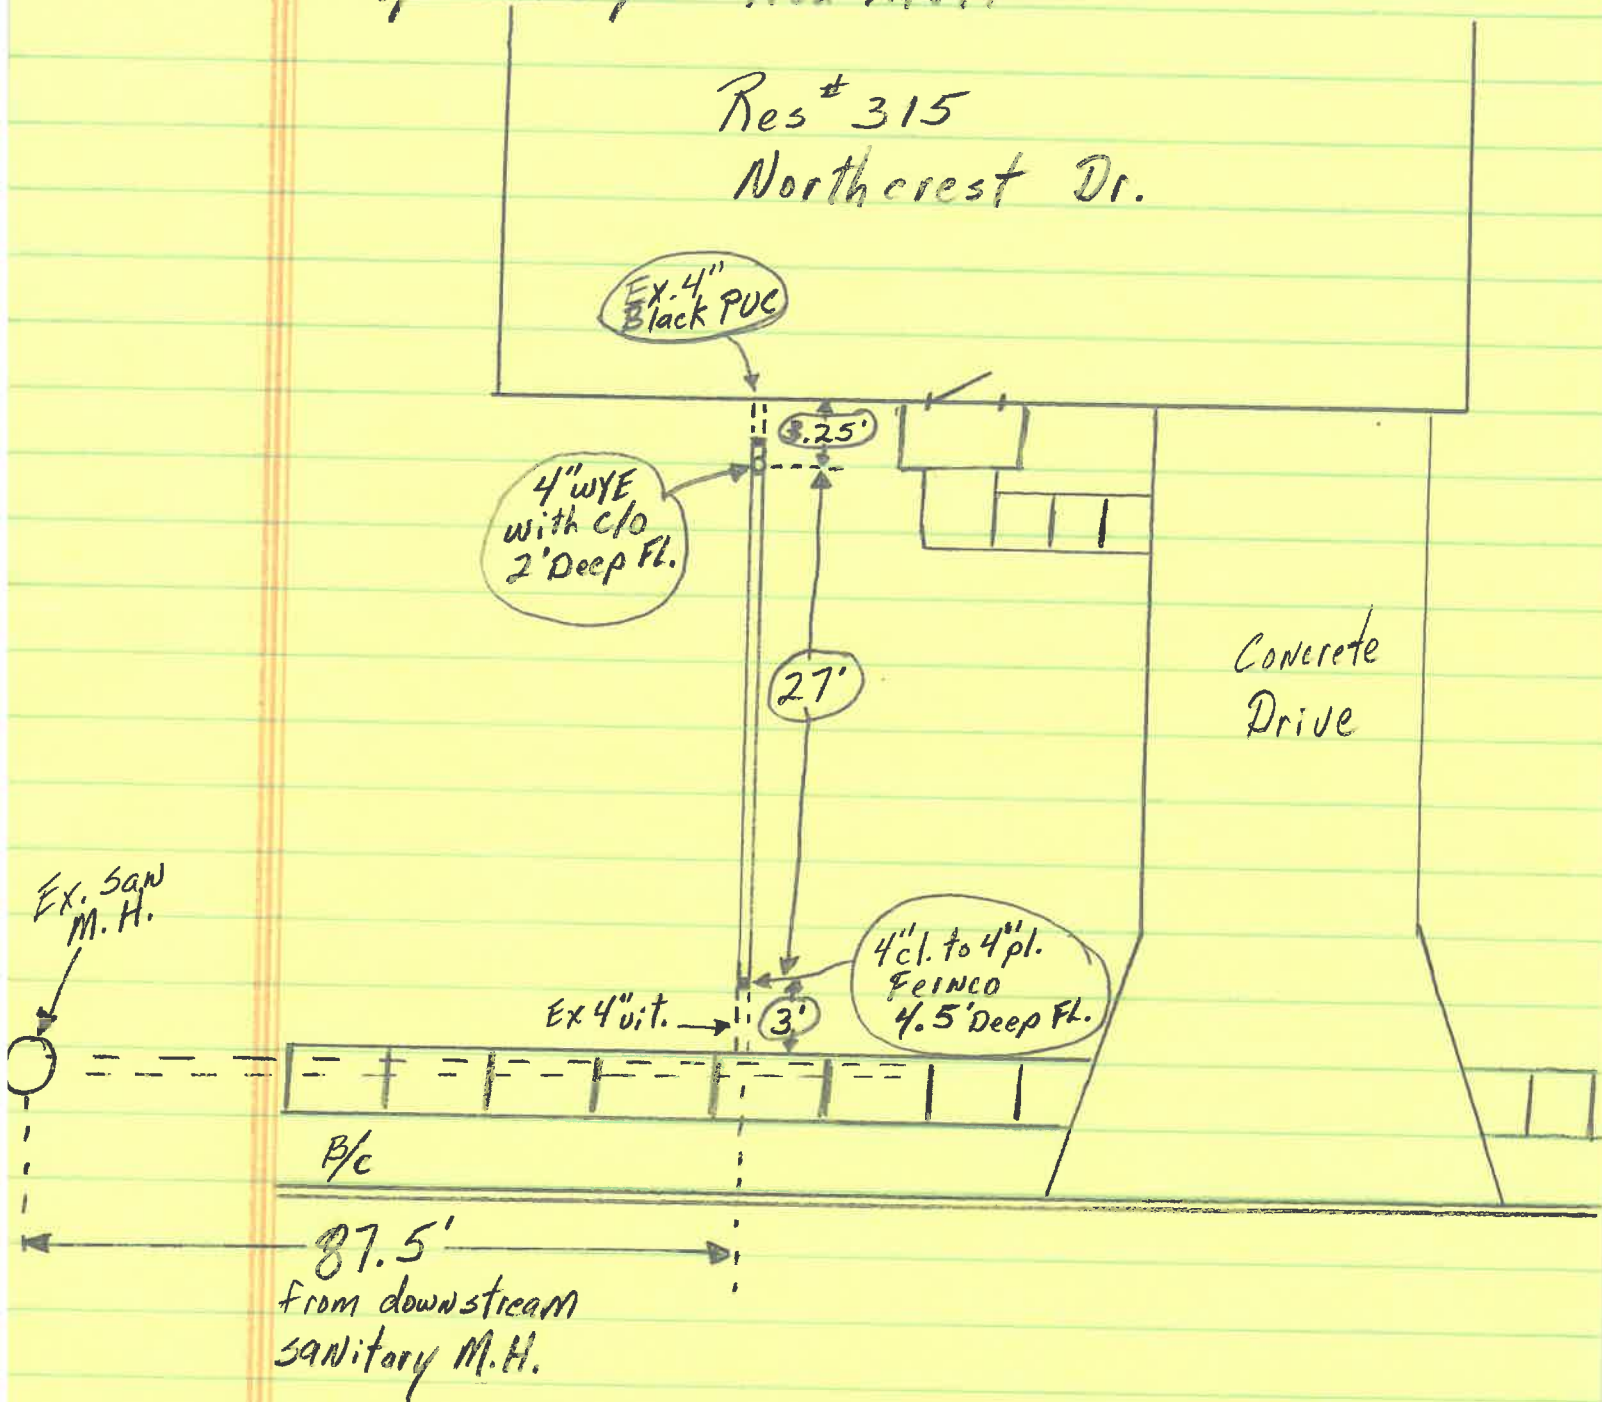 Res # 315
Northcrest Dr.
Ex. 4"
Black PVC
.25'
4" WYE
with c/o
2' Deep FL.
27'
Concrete
Drive
Ex. San
M.H.
4" cl. to 4" pl.
Fernco
4.5' Deep FL.
Ex 4" vit.
3'
B/c
87.5'
from downstream
sanitary M.H.